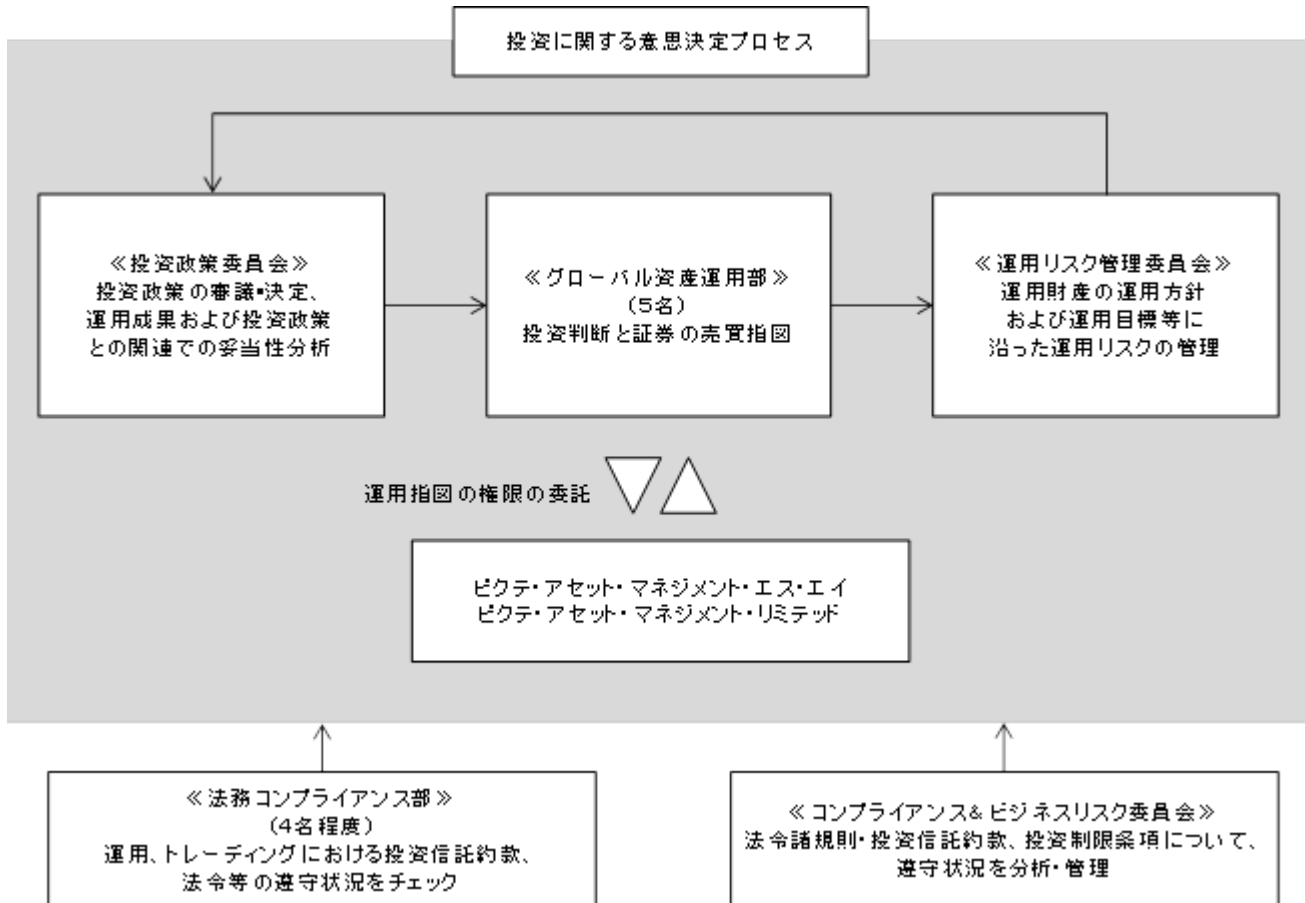 投資に関する意思決定プロセス
≪投資政策委員会≫
投資政策の審議・決定、
運用成果および投資政策
との関連での妥当性分析
≪グローバル資産運用部≫
(5名)
投資判断と証券の売買指図
≪運用リスク管理委員会≫
運用財産の運用方針
および運用目標等に
沿った運用リスクの管理
運用指図の権限の委託
ピクテ・アセット・マネジメント・エス・エイ
ピクテ・アセット・マネジメント・リミテッド
≪法務コンプライアンス部≫
(4名程度)
運用、トレーディングにおける投資信託約款、
法令等の遵守状況をチェック
≪コンプライアンス&ビジネスリスク委員会≫
法令諸規則・投資信託約款、投資制限条項について、
遵守状況を分析・管理